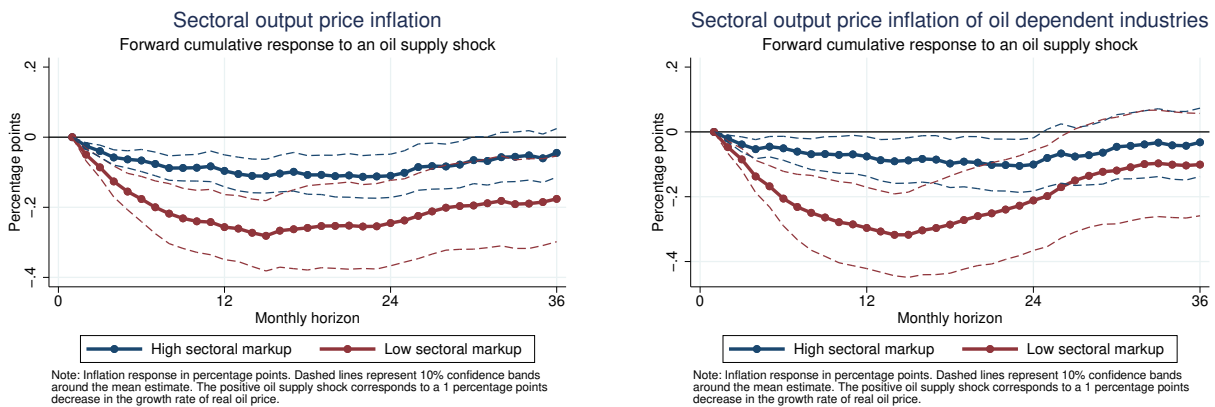 Sectoral output price inflation
Forward cumulative response to an oil supply shock
Percentage points
.2
0
-.2
-.4
0
12
24
36
Monthly horizon
High sectoral markup
Low sectoral markup
Note: Inflation response in percentage points. Dashed lines represent 10% confidence bands
around the mean estimate. The positive oil supply shock corresponds to a 1 percentage points
decrease in the growth rate of real oil price.
Sectoral output price inflation of oil dependent industries
Forward cumulative response to an oil supply shock
Percentage points
.2
0
-.2
-.4
0
12
24
36
Monthly horizon
High sectoral markup
Low sectoral markup
Note: Inflation response in percentage points. Dashed lines represent 10% confidence bands
around the mean estimate. The positive oil supply shock corresponds to a 1 percentage points
decrease in the growth rate of real oil price.